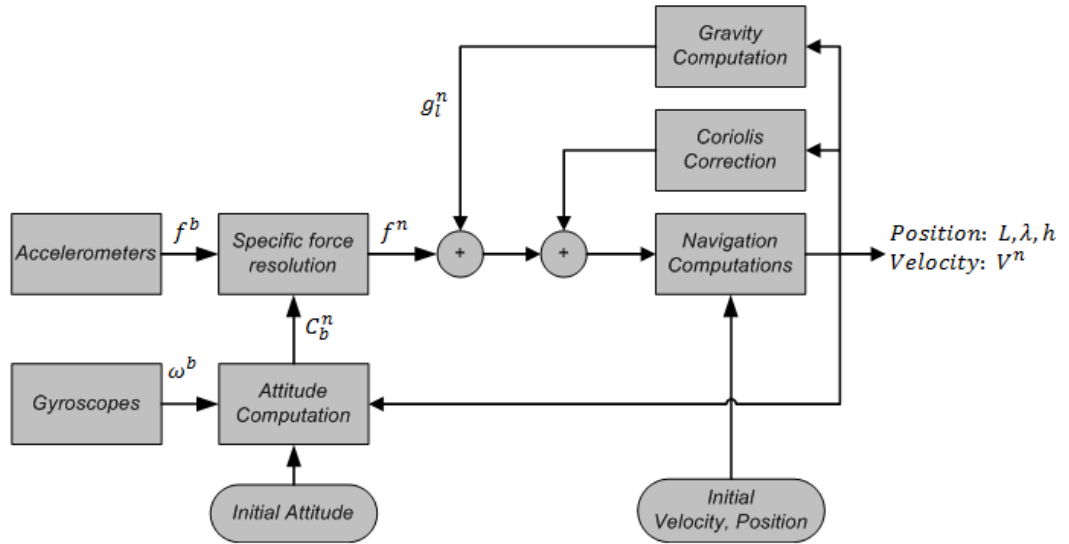 Gravity
Computation
g_l^n
Coriolis
Correction
Accelerometers
f^b
Specific force
resolution
f^n
+
+
Navigation
Computations
Position: L, λ, h
Velocity: V^n
C_b^n
Gyroscopes
ω^b
Attitude
Computation
Initial Attitude
Initial
Velocity, Position